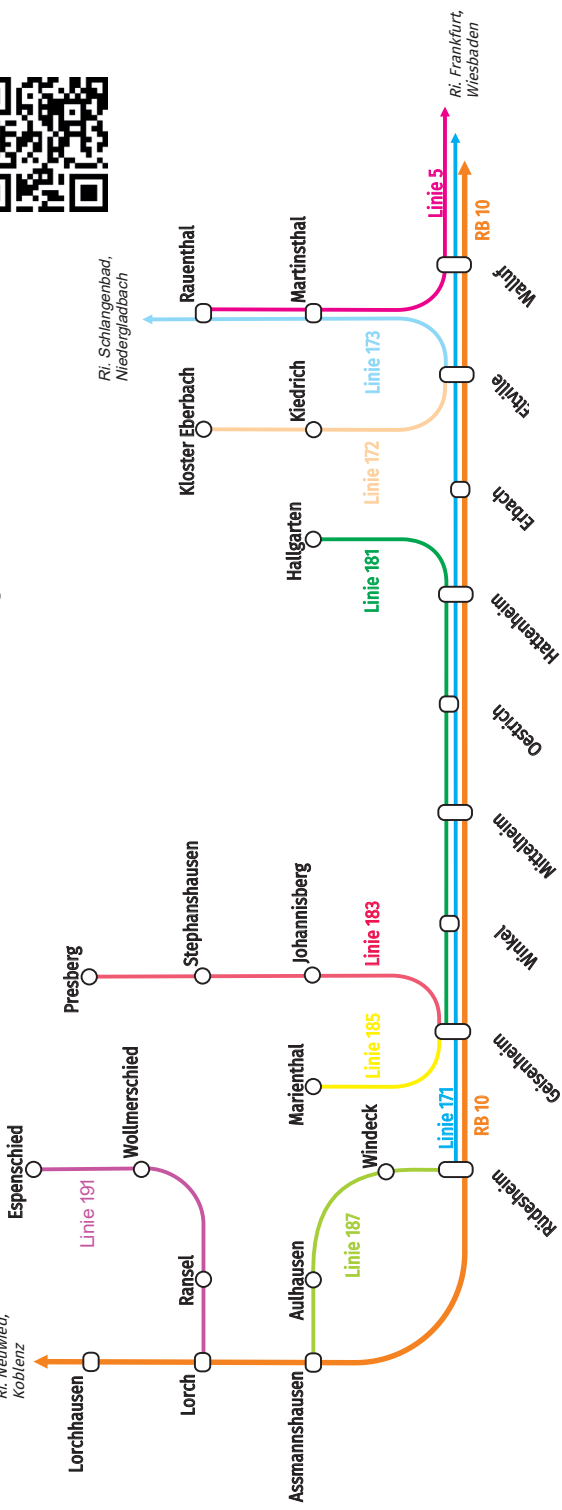 Ri. Neuwied,
Koblenz
Lorchhausen
Lorch
Assmannshausen
Espenschied
Linie 191
Wollmerschied
Ransel
Aulhausen
Linie 187
Windeck
Rüdesheim
Linie 171
RB 10
Presberg
Stephanshausen
Johannisberg
Linie 183
Marienthal
Linie 185
Geisenheim
Winkel
Mittelheim
Oestrich
Hattenheim
Hallgarten
Linie 181
Erbach
Kloster Eberbach
Kiedrich
Linie 172
Eltville
Ri. Schlangenbad,
Niedergladbach
Rauenthal
Martinsthal
Linie 173
Walluf
Linie 5
RB 10
Ri. Frankfurt,
Wiesbaden